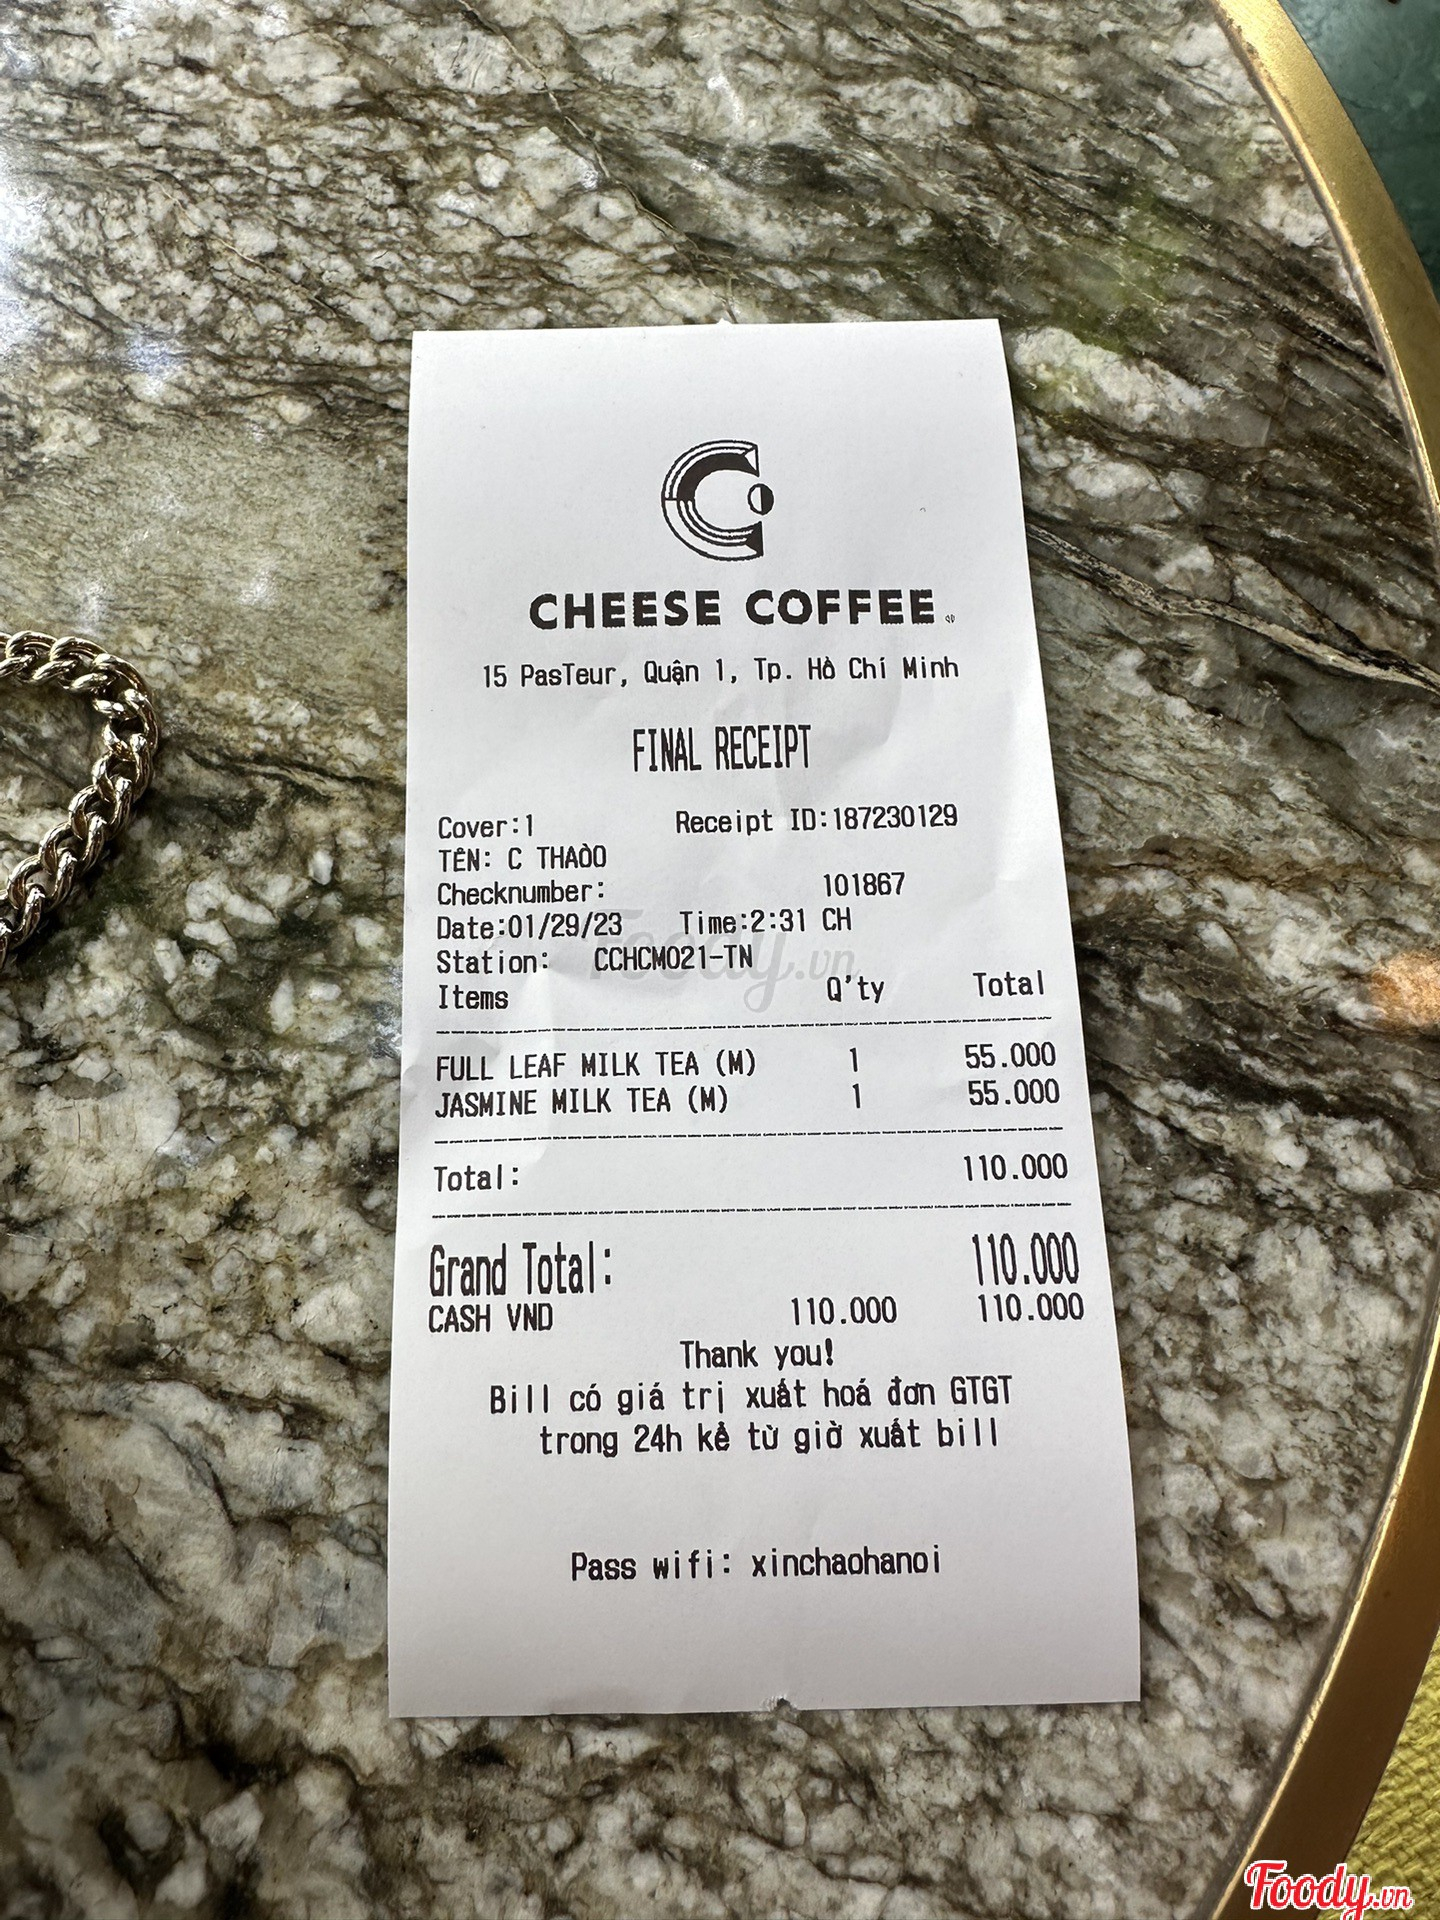 CHEESE COFFEE
15 PasTeur, Quận 1, Tp. Hồ Chí Minh
FINAL RECEIPT
Cover:1 Receipt ID:187230129
TÊN: C THAÒO
Checknumber: 101867
Date:01/29/23 Time:2:31 CH
Station: CCHCM021-TN
Items Q'ty Total
FULL LEAF MILK TEA (M) 1 55.000
JASMINE MILK TEA (M) 1 55.000
Total: 110.000
Grand Total: 110.000
CASH VND 110.000 110.000
Thank you!
Bill có giá trị xuất hoá đơn GTGT
trong 24h kể từ giờ xuất bill
Pass wifi: xinchaohanoi
Foody.vn
Foody.vn